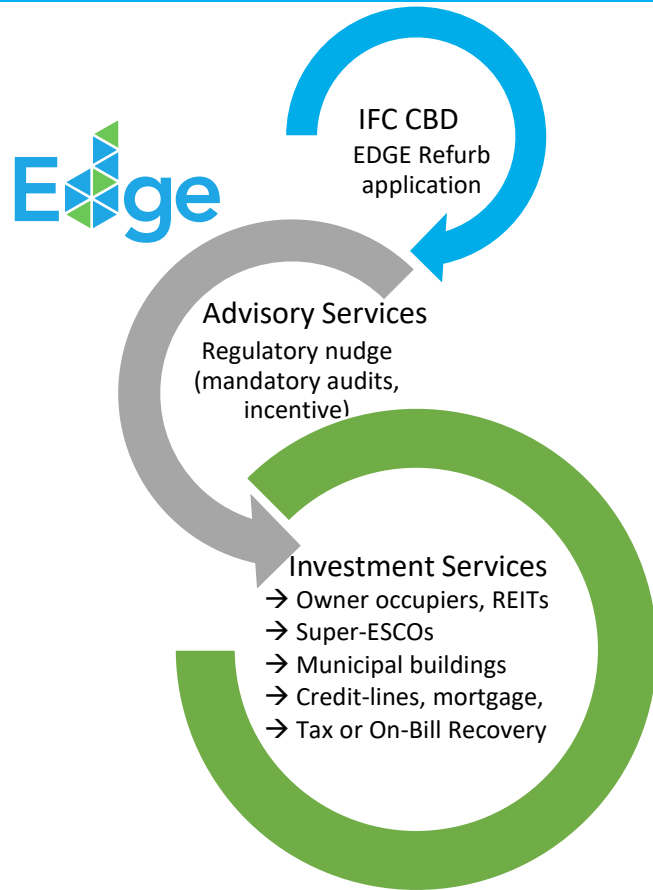 Edge
IFC CBD
EDGE Refurb
application
Advisory Services
Regulatory nudge
(mandatory audits,
incentive)
Investment Services
→ Owner occupiers, REITs
→ Super-ESCOs
→ Municipal buildings
→ Credit-lines, mortgage,
→ Tax or On-Bill Recovery